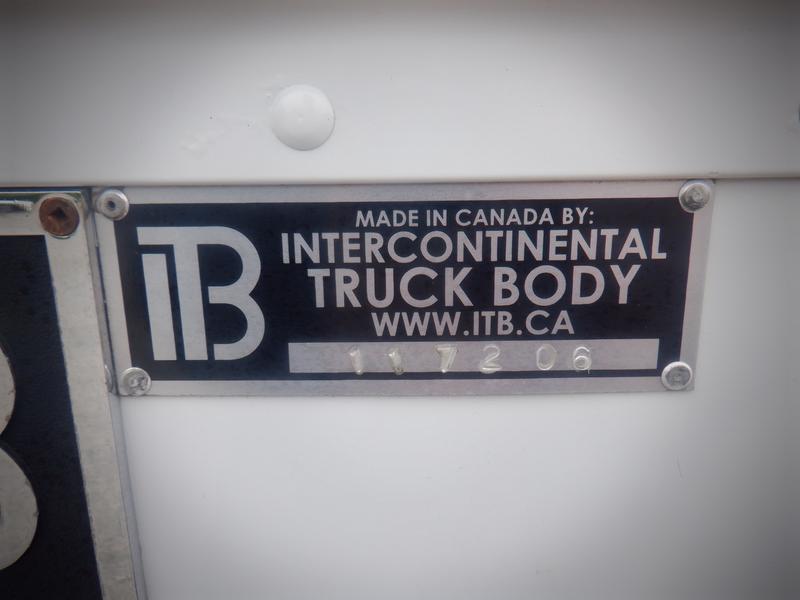 ITB
MADE IN CANADA BY:
INTERCONTINENTAL
TRUCK BODY
WWW.ITB.CA
117206